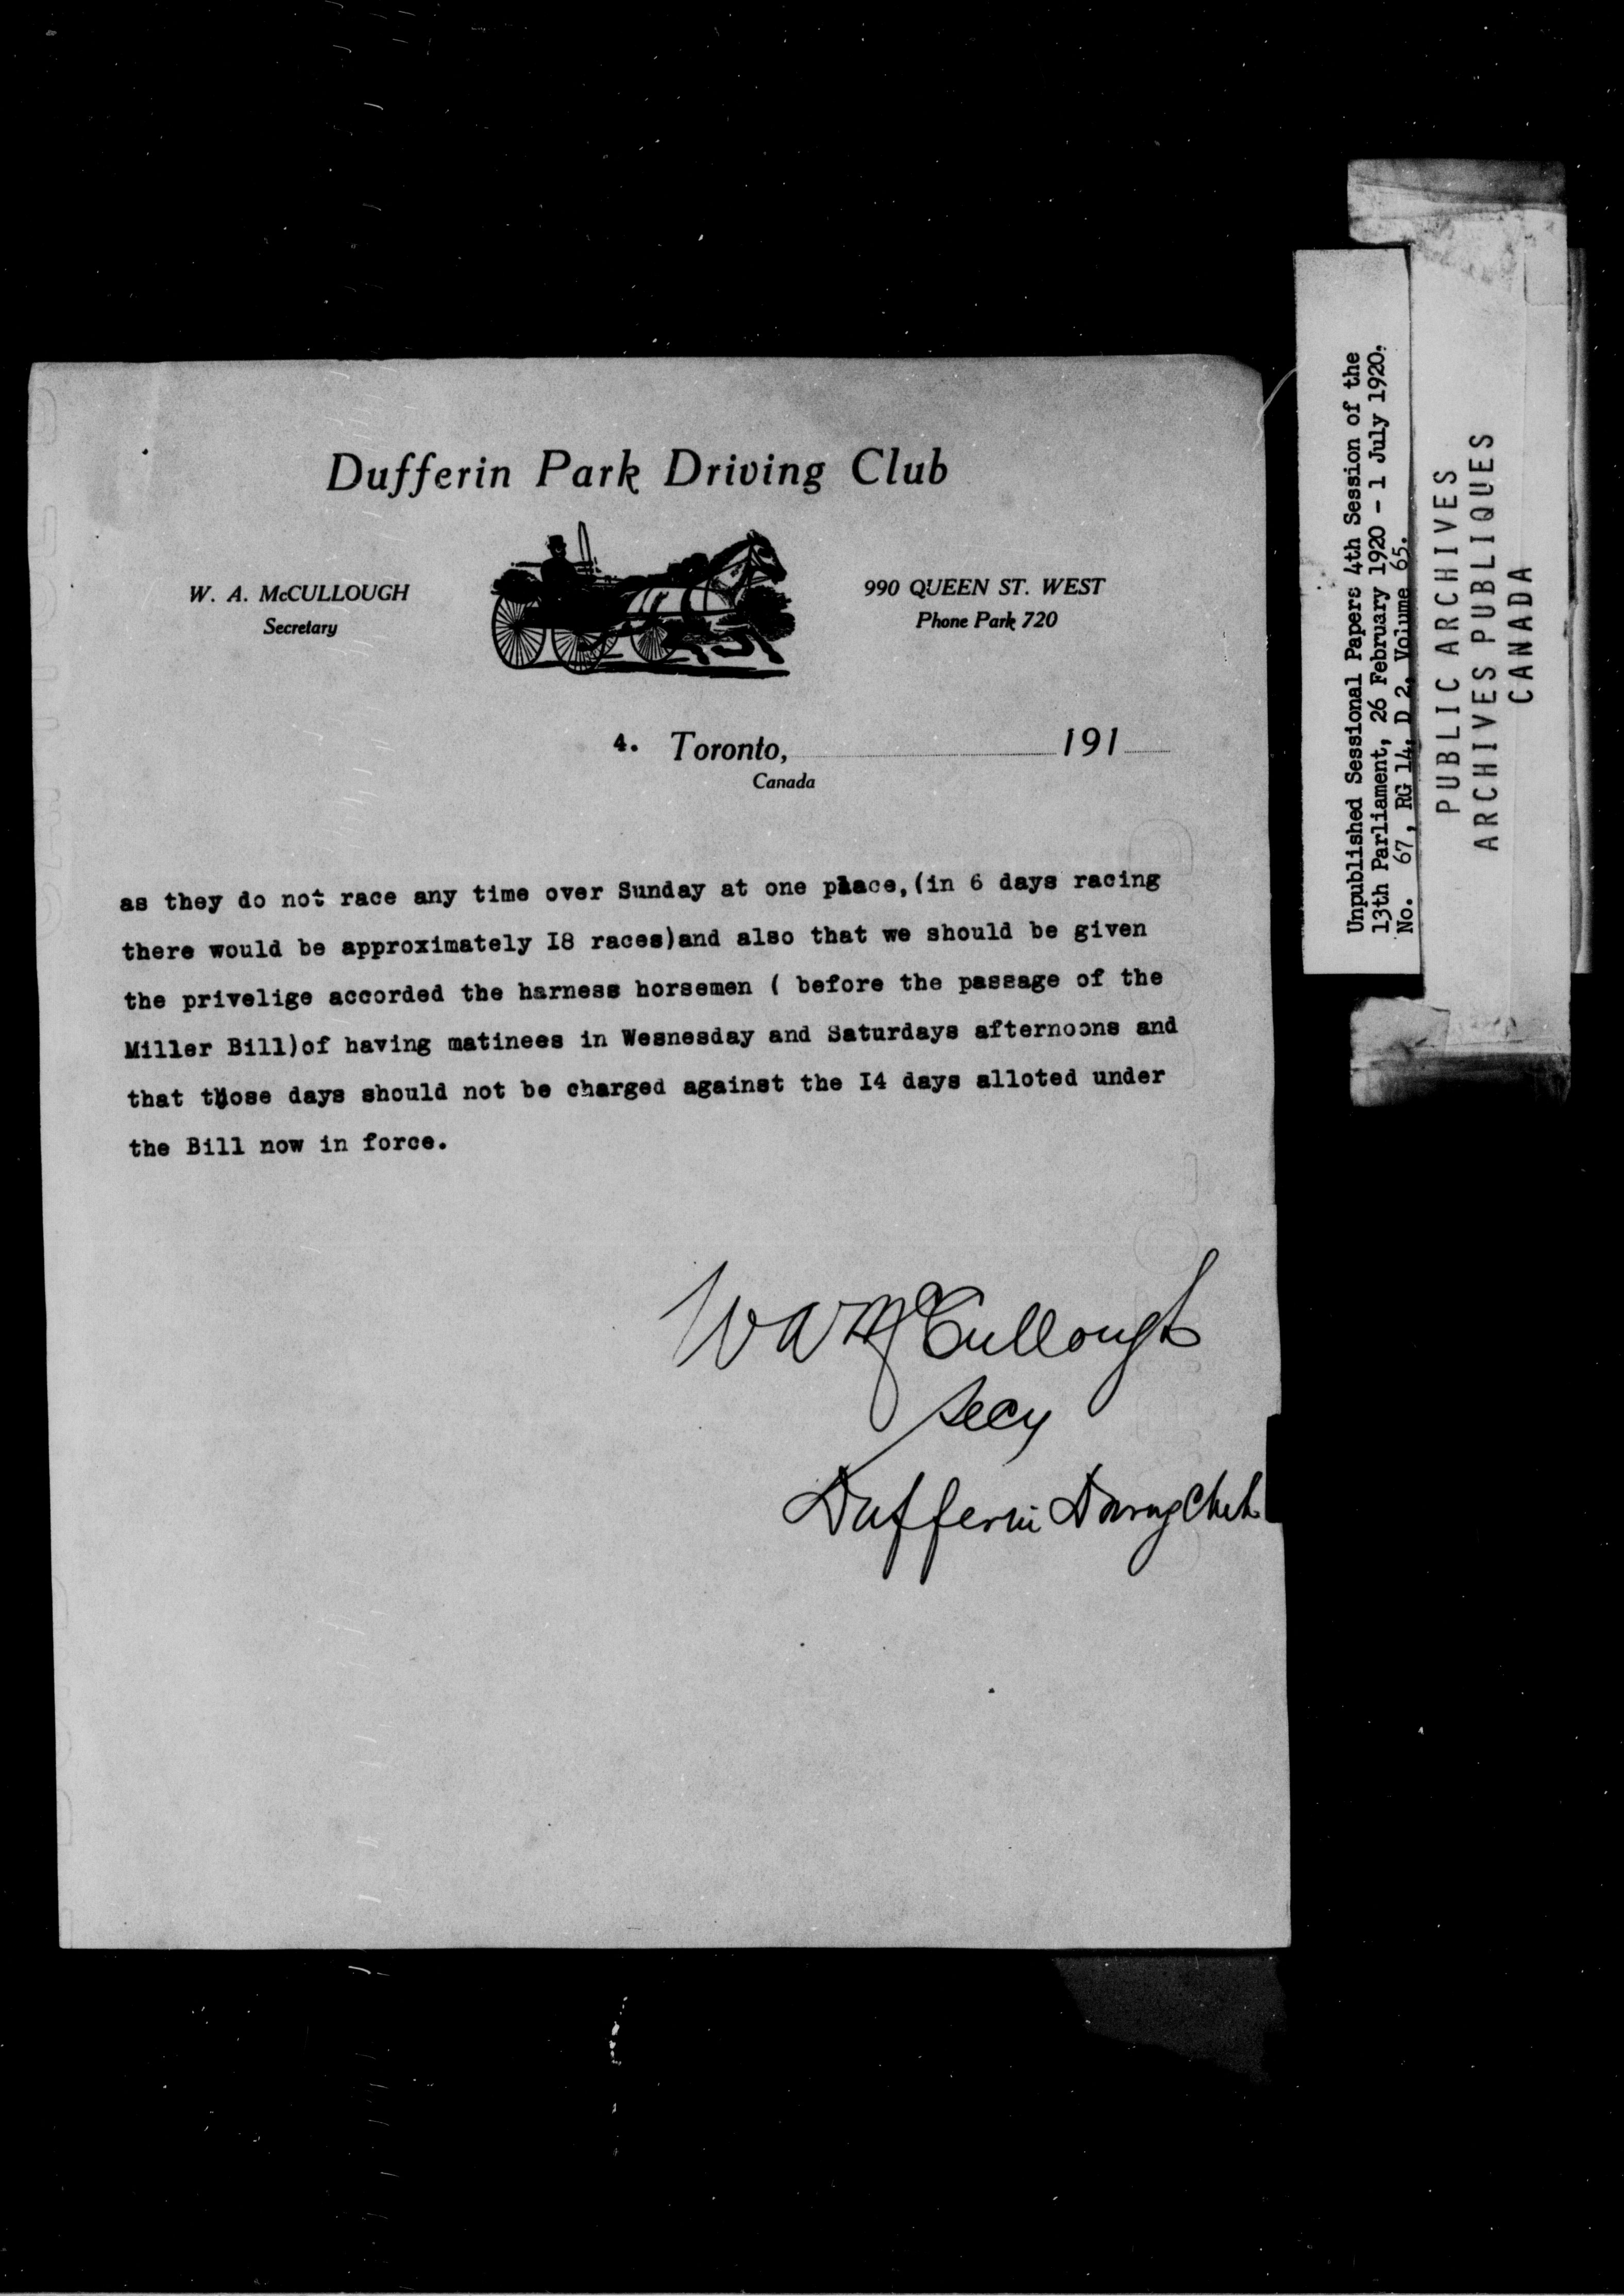 Dufferin Park Driving Club
W. A. McCULLOUGH
Secretary
990 QUEEN ST. WEST
Phone Park 720
4. Toronto, 191
Canada
as they do not race any time over Sunday at one place,(in 6 days racing
there would be approximately I8 races)and also that we should be given
the privelige accorded the harness horsemen ( before the passage of the
Miller Bill)of having matinees in Wesnesday and Saturdays afternoons and
that those days should not be charged against the I4 days alloted under
the Bill now in force.
W A McCullough
Secy
Dufferin Driving Club
Unpublished Sessional Papers 4th Session of the
13th Parliament, 26 February 1920 - 1 July 1920.
No. 67, RG 14, D 2, Volume 65.
PUBLIC ARCHIVES
ARCHIVES PUBLIQUES
CANADA